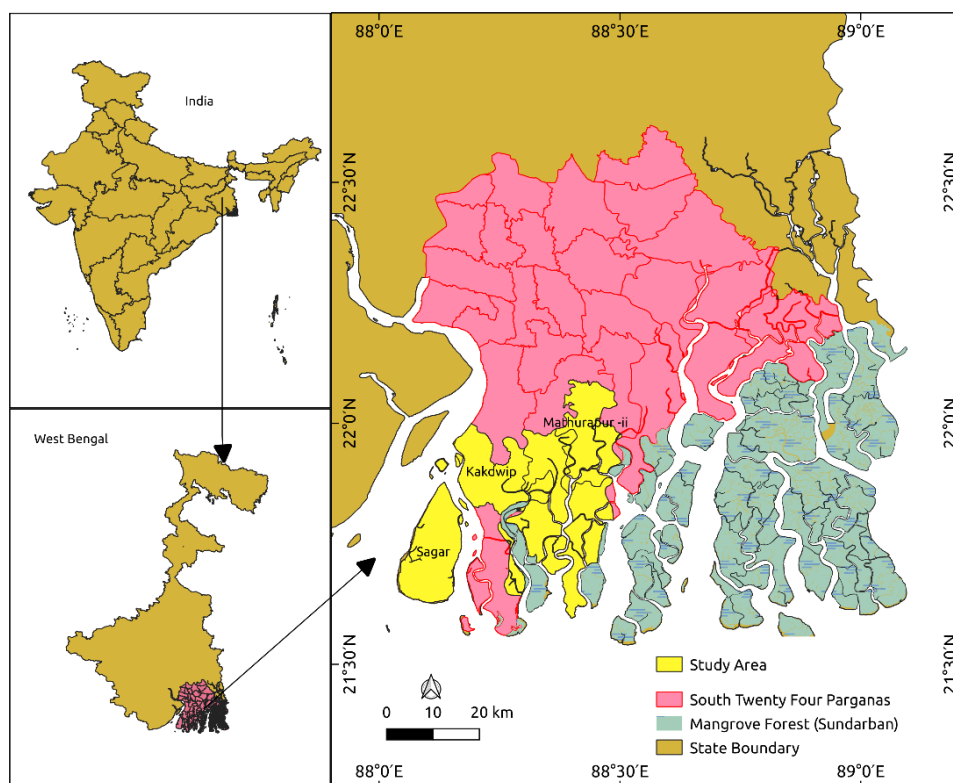 India
West Bengal
88°0′E 88°30′E 89°0′E
22°30′N 22°30′N
22°0′N 22°0′N
21°30′N 21°30′N
Mathurapur -ii
Kakdwip
Sagar
Study Area
South Twenty Four Parganas
Mangrove Forest (Sundarban)
State Boundary
0 10 20 km
88°0′E 88°30′E 89°0′E